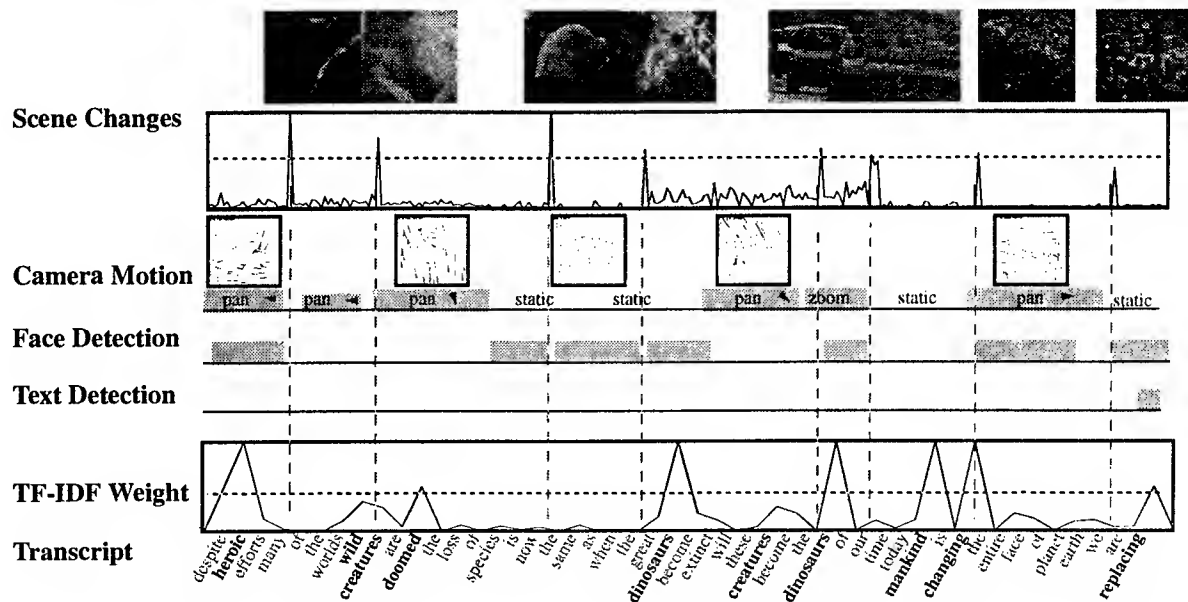 Scene Changes
Camera Motion
pan pan pan static static pan zoom static pan static
Face Detection
Text Detection
TF-IDF Weight
Transcript
despite heroic efforts many of the worlds wild creatures are doomed the loss of species is now the same as when the great dinosaurs become extinct will these creatures become the dinosaurs of our time today mankind is changing the entire face of planet earth we are replacing